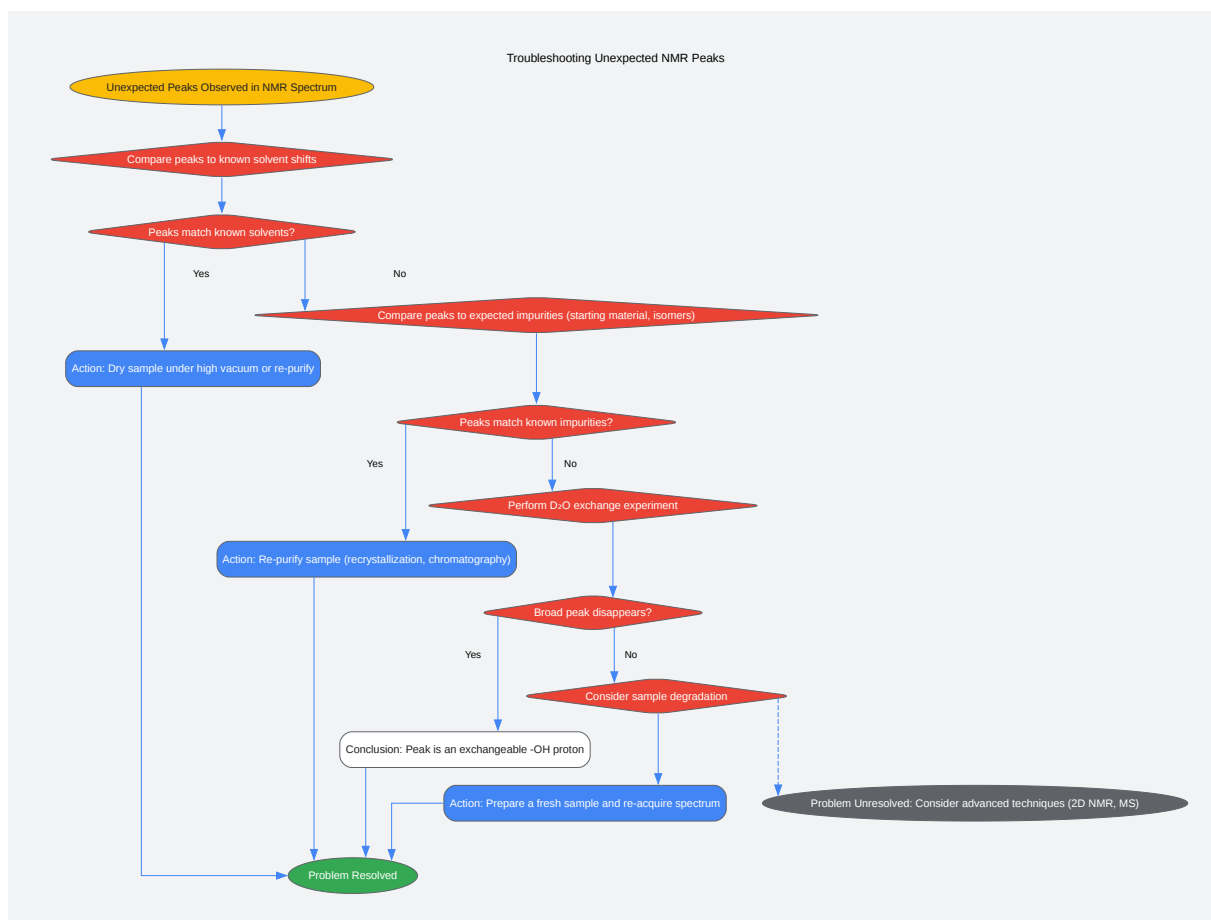 Troubleshooting Unexpected NMR Peaks
Unexpected Peaks Observed in NMR Spectrum
Compare peaks to known solvent shifts
Peaks match known solvents?
Yes
No
Compare peaks to expected impurities (starting material, isomers)
Action: Dry sample under high vacuum or re-purify
Peaks match known impurities?
Yes
No
Perform D₂O exchange experiment
Action: Re-purify sample (recrystallization, chromatography)
Broad peak disappears?
Yes
No
Consider sample degradation
Conclusion: Peak is an exchangeable -OH proton
Action: Prepare a fresh sample and re-acquire spectrum
Problem Unresolved: Consider advanced techniques (2D NMR, MS)
Problem Resolved